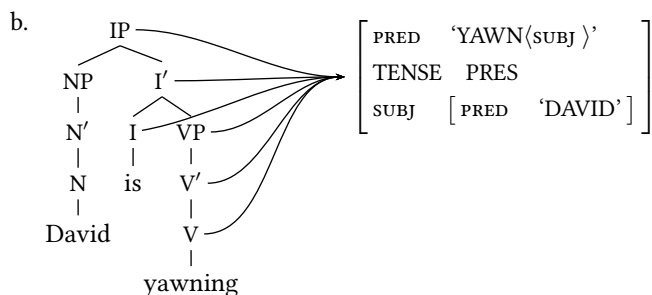 b.
IP
NP I′
N′ I VP
N is V′
David V
yawning
PRED ‘YAWN⟨SUBJ⟩’
TENSE PRES
SUBJ [PRED ‘DAVID’]